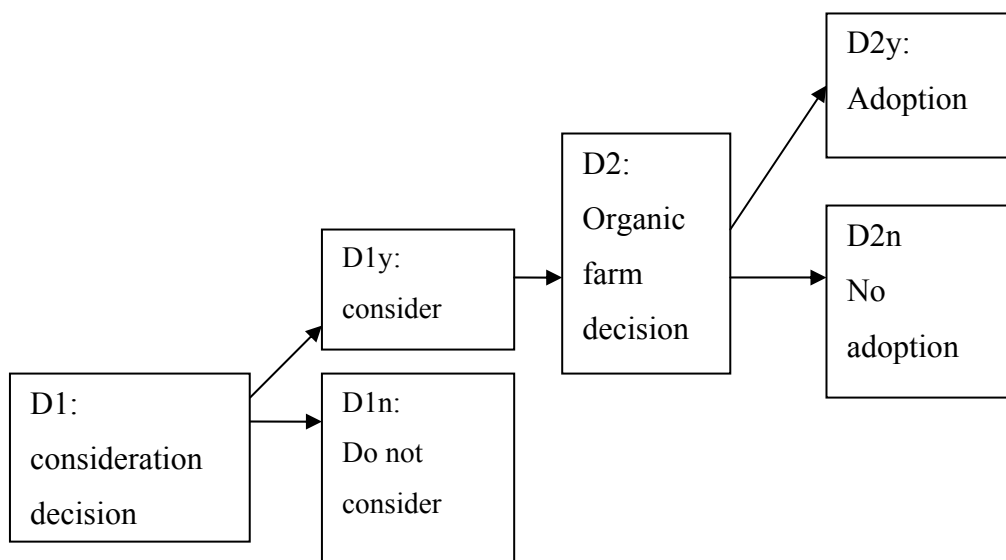 D1:
consideration
decision
D1y:
consider
D1n:
Do not
consider
D2:
Organic
farm
decision
D2y:
Adoption
D2n
No
adoption